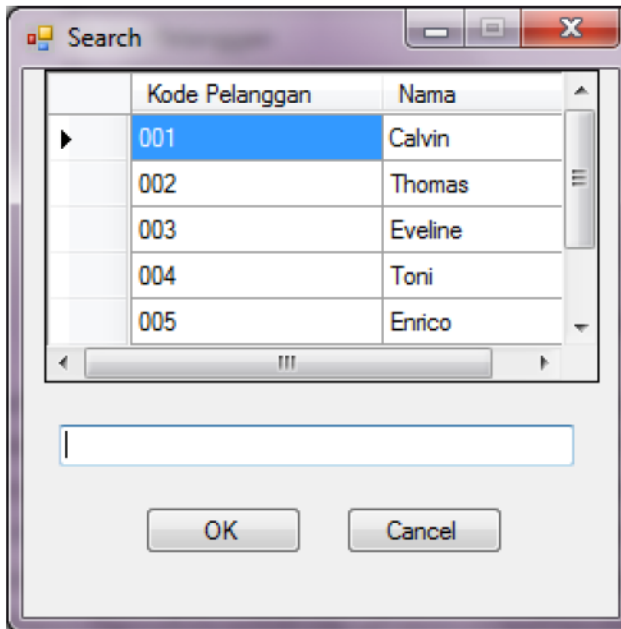 Search
Kode Pelanggan Nama
001 Calvin
002 Thomas
003 Eveline
004 Toni
005 Enrico
OK Cancel